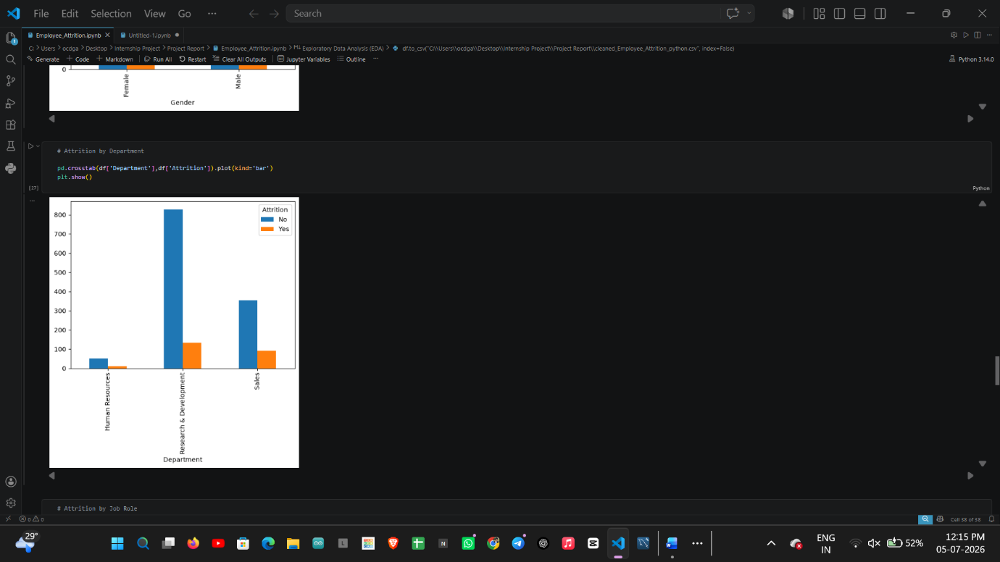 File Edit Selection View Go ··· Search
Employee_Attrition.ipynb Untitled-1.ipynb
C: > Users > ocdga > Desktop > Internship Project > Project Report > Employee_Attrition.ipynb > M↓ Exploratory Data Analysis (EDA) > df.to_csv("C:\\Users\\ocdga\\Desktop\\Internship Project\\Project Report\\cleaned_Employee_Attrition_python.csv", index=False)
Generate + Code + Markdown Run All Restart Clear All Outputs Jupyter Variables Outline ··· Python 3.14.0
0
Female
Male
Gender
# Attrition by Department
pd.crosstab(df['Department'],df['Attrition']).plot(kind='bar')
plt.show()
[27]
Python
Attrition
No
Yes
800
700
600
500
400
300
200
100
0
Human Resources
Research & Development
Sales
Department
# Attrition by Job Role
0 0
Cell 38 of 38
1
29°
ENG
IN
52%
12:15 PM
05-07-2026